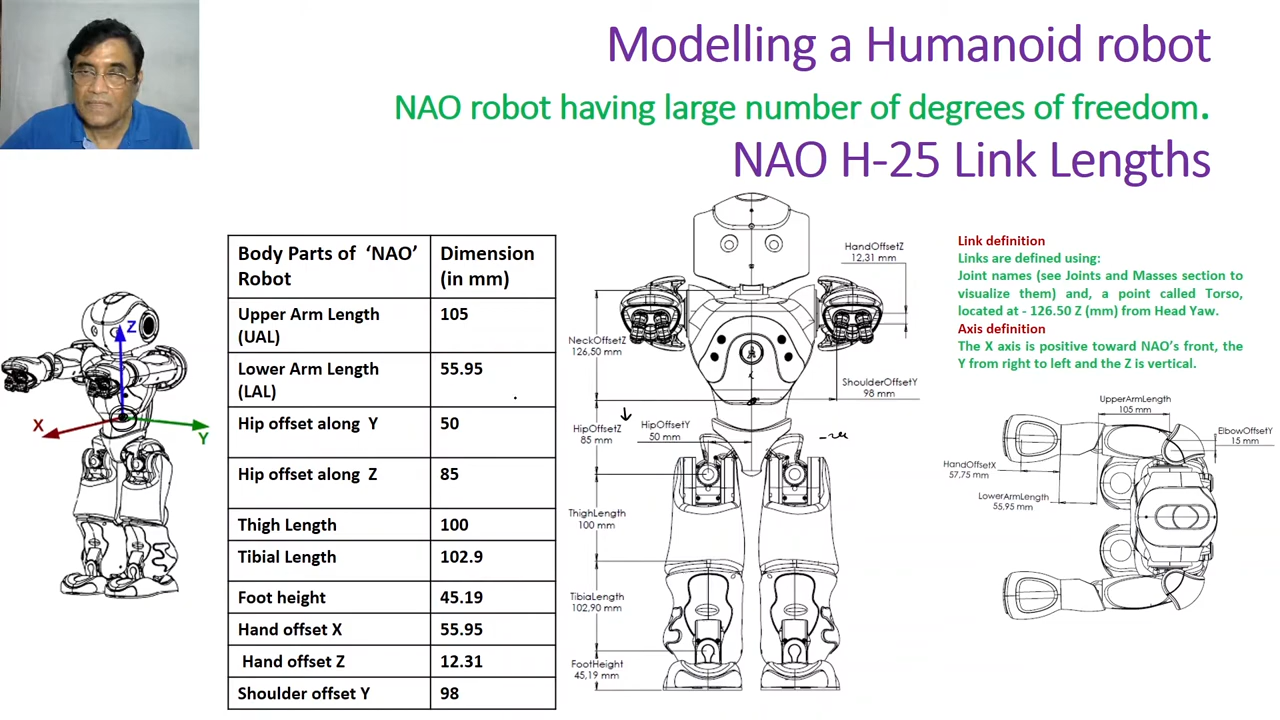 Modelling a Humanoid robot
NAO robot having large number of degrees of freedom.
NAO H-25 Link Lengths
Z
X
Y
Body Parts of ‘NAO’ Robot
Dimension (in mm)
Upper Arm Length (UAL)
105
Lower Arm Length (LAL)
55.95
Hip offset along Y
50
Hip offset along Z
85
Thigh Length
100
Tibial Length
102.9
Foot height
45.19
Hand offset X
55.95
Hand offset Z
12.31
Shoulder offset Y
98
HandOffsetZ
12,31 mm
NeckOffsetZ
126,50 mm
ShoulderOffsetY
98 mm
HipOffsetZ
85 mm
HipOffsetY
50 mm
ThighLength
100 mm
TibiaLength
102,90 mm
FootHeight
45,19 mm
Link definition
Links are defined using:
Joint names (see Joints and Masses section to
visualize them) and, a point called Torso,
located at - 126.50 Z (mm) from Head Yaw.
Axis definition
The X axis is positive toward NAO’s front, the
Y from right to left and the Z is vertical.
UpperArmLength
105 mm
ElbowOffsetY
15 mm
HandOffsetX
57.75 mm
LowerArmLength
55,95 mm